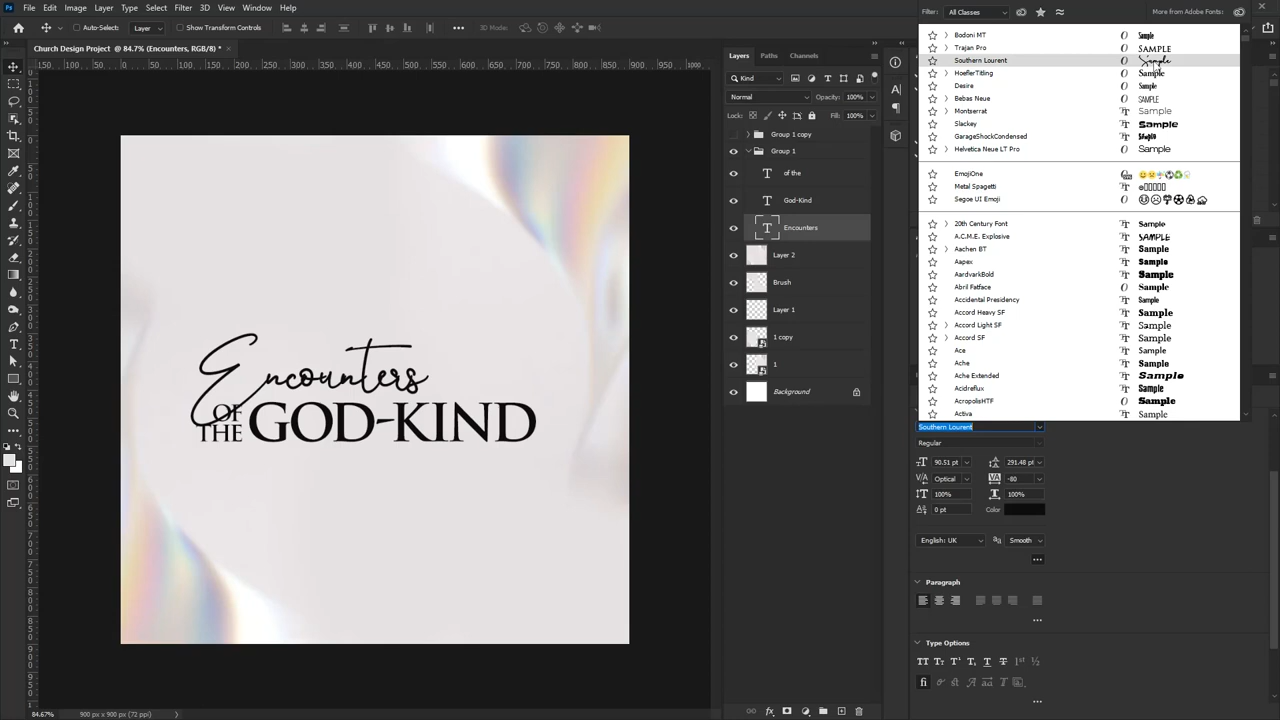 File Edit Image Layer Type Select Filter 3D View Window Help
Auto-Select: Layer Show Transform Controls 3D Mode:
Church Design Project @ 84.7% (Encounters, RGB/8) * ×
Encounters
OF
THE GOD-KIND
84.67% 900 px x 900 px (72 ppi)
Layers Paths Channels
Kind
Normal Opacity: 100%
Lock: Fill: 100%
Group 1 copy
Group 1
of the
God-Kind
Encounters
Layer 2
Brush
Layer 1
1 copy
1
Background
Filter: All Classes More from Adobe Fonts:
Bodoni MT Sample
Trajan Pro SAMPLE
Southern Lourent Sample
HoeflerTitling Sample
Desire Sample
Bebas Neue SAMPLE
Montserrat Sample
Slackey Sample
GarageShockCondensed Sample
Helvetica Neue LT Pro Sample
EmojiOne
Metal Spagetti
Segoe UI Emoji
20th Century Font Sample
A.C.M.E. Explosive SAMPLE
Aachen BT Sample
Aapex Sample
AardvarkBold Sample
Abril Fatface Sample
Accidental Presidency Sample
Accord Heavy SF Sample
Accord Light SF Sample
Accord SF Sample
Ace Sample
Ache Sample
Ache Extended Sample
Acidreflux Sample
AcropolisHTF Sample
Activa Sample
Southern Lourent
Regular
90.51 pt 291.48 pt
Optical -80
100% 100%
0 pt Color
English: UK Smooth
Paragraph
Type Options